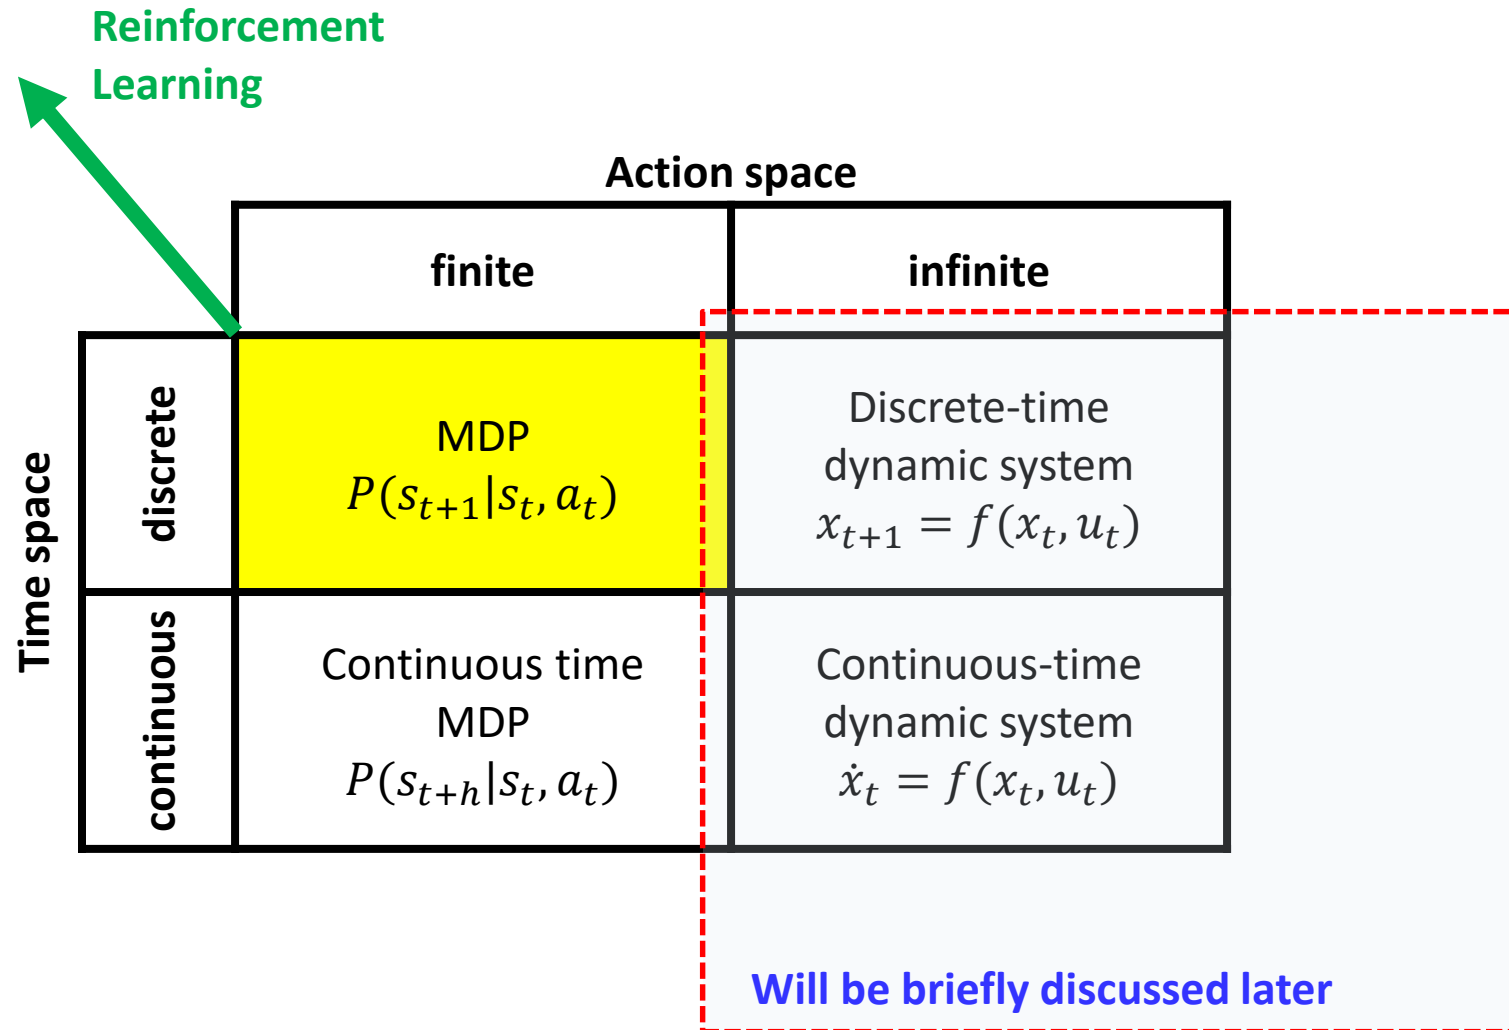 Reinforcement
Learning
Action space
finite
infinite
Time space
discrete
MDP
P(s_{t+1}|s_t, a_t)
Discrete-time
dynamic system
x_{t+1} = f(x_t, u_t)
continuous
Continuous time
MDP
P(s_{t+h}|s_t, a_t)
Continuous-time
dynamic system
ẋ_t = f(x_t, u_t)
Will be briefly discussed later